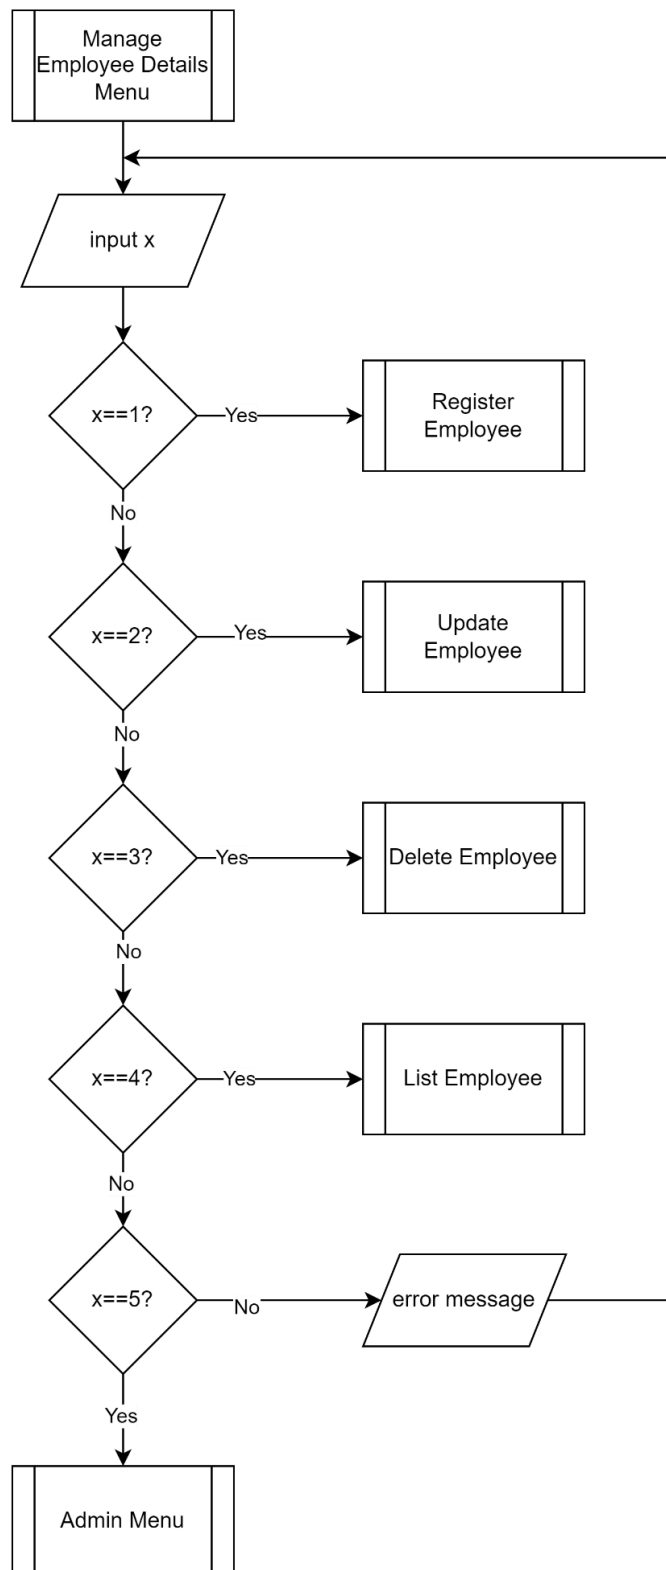 Manage
Employee Details
Menu
input x
x==1?
Yes
Register
Employee
No
x==2?
Yes
Update
Employee
No
x==3?
Yes
Delete Employee
No
x==4?
Yes
List Employee
No
x==5?
No
error message
Yes
Admin Menu